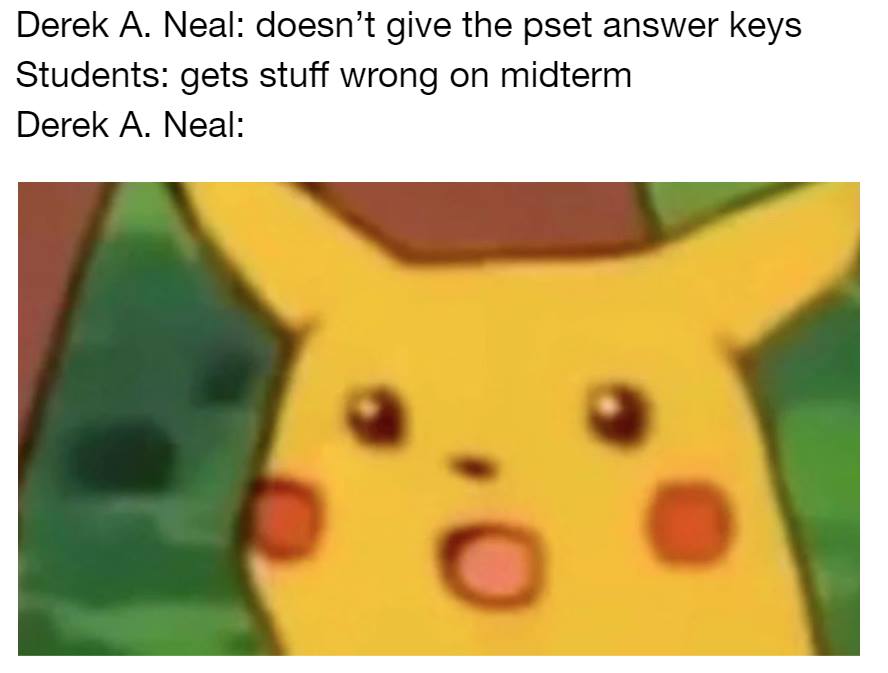 Derek A. Neal: doesn’t give the pset answer keys
Students: gets stuff wrong on midterm
Derek A. Neal: